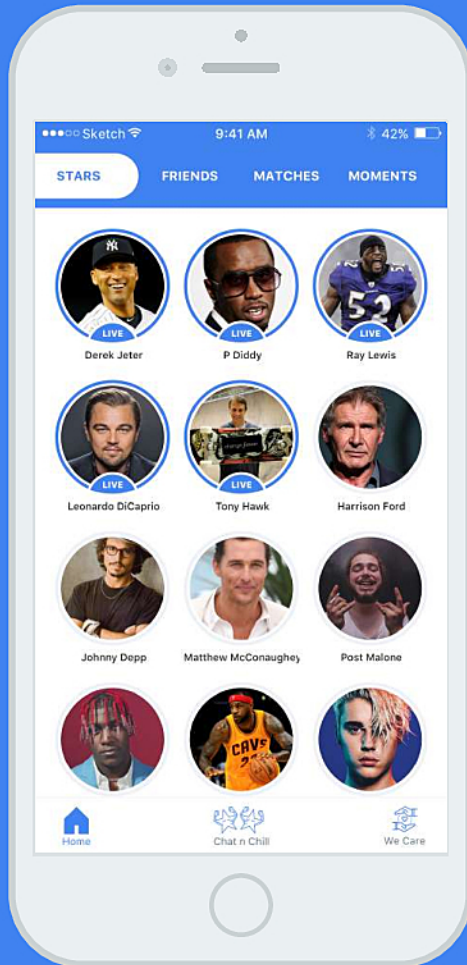 Sketch 9:41 AM 42%
STARS FRIENDS MATCHES MOMENTS
LIVE LIVE 52 LIVE
Derek Jeter P Diddy Ray Lewis
LIVE LIVE
Leonardo DiCaprio Tony Hawk Harrison Ford
Johnny Depp Matthew McConaughey Post Malone
CAVS
Home Chat n Chill We Care